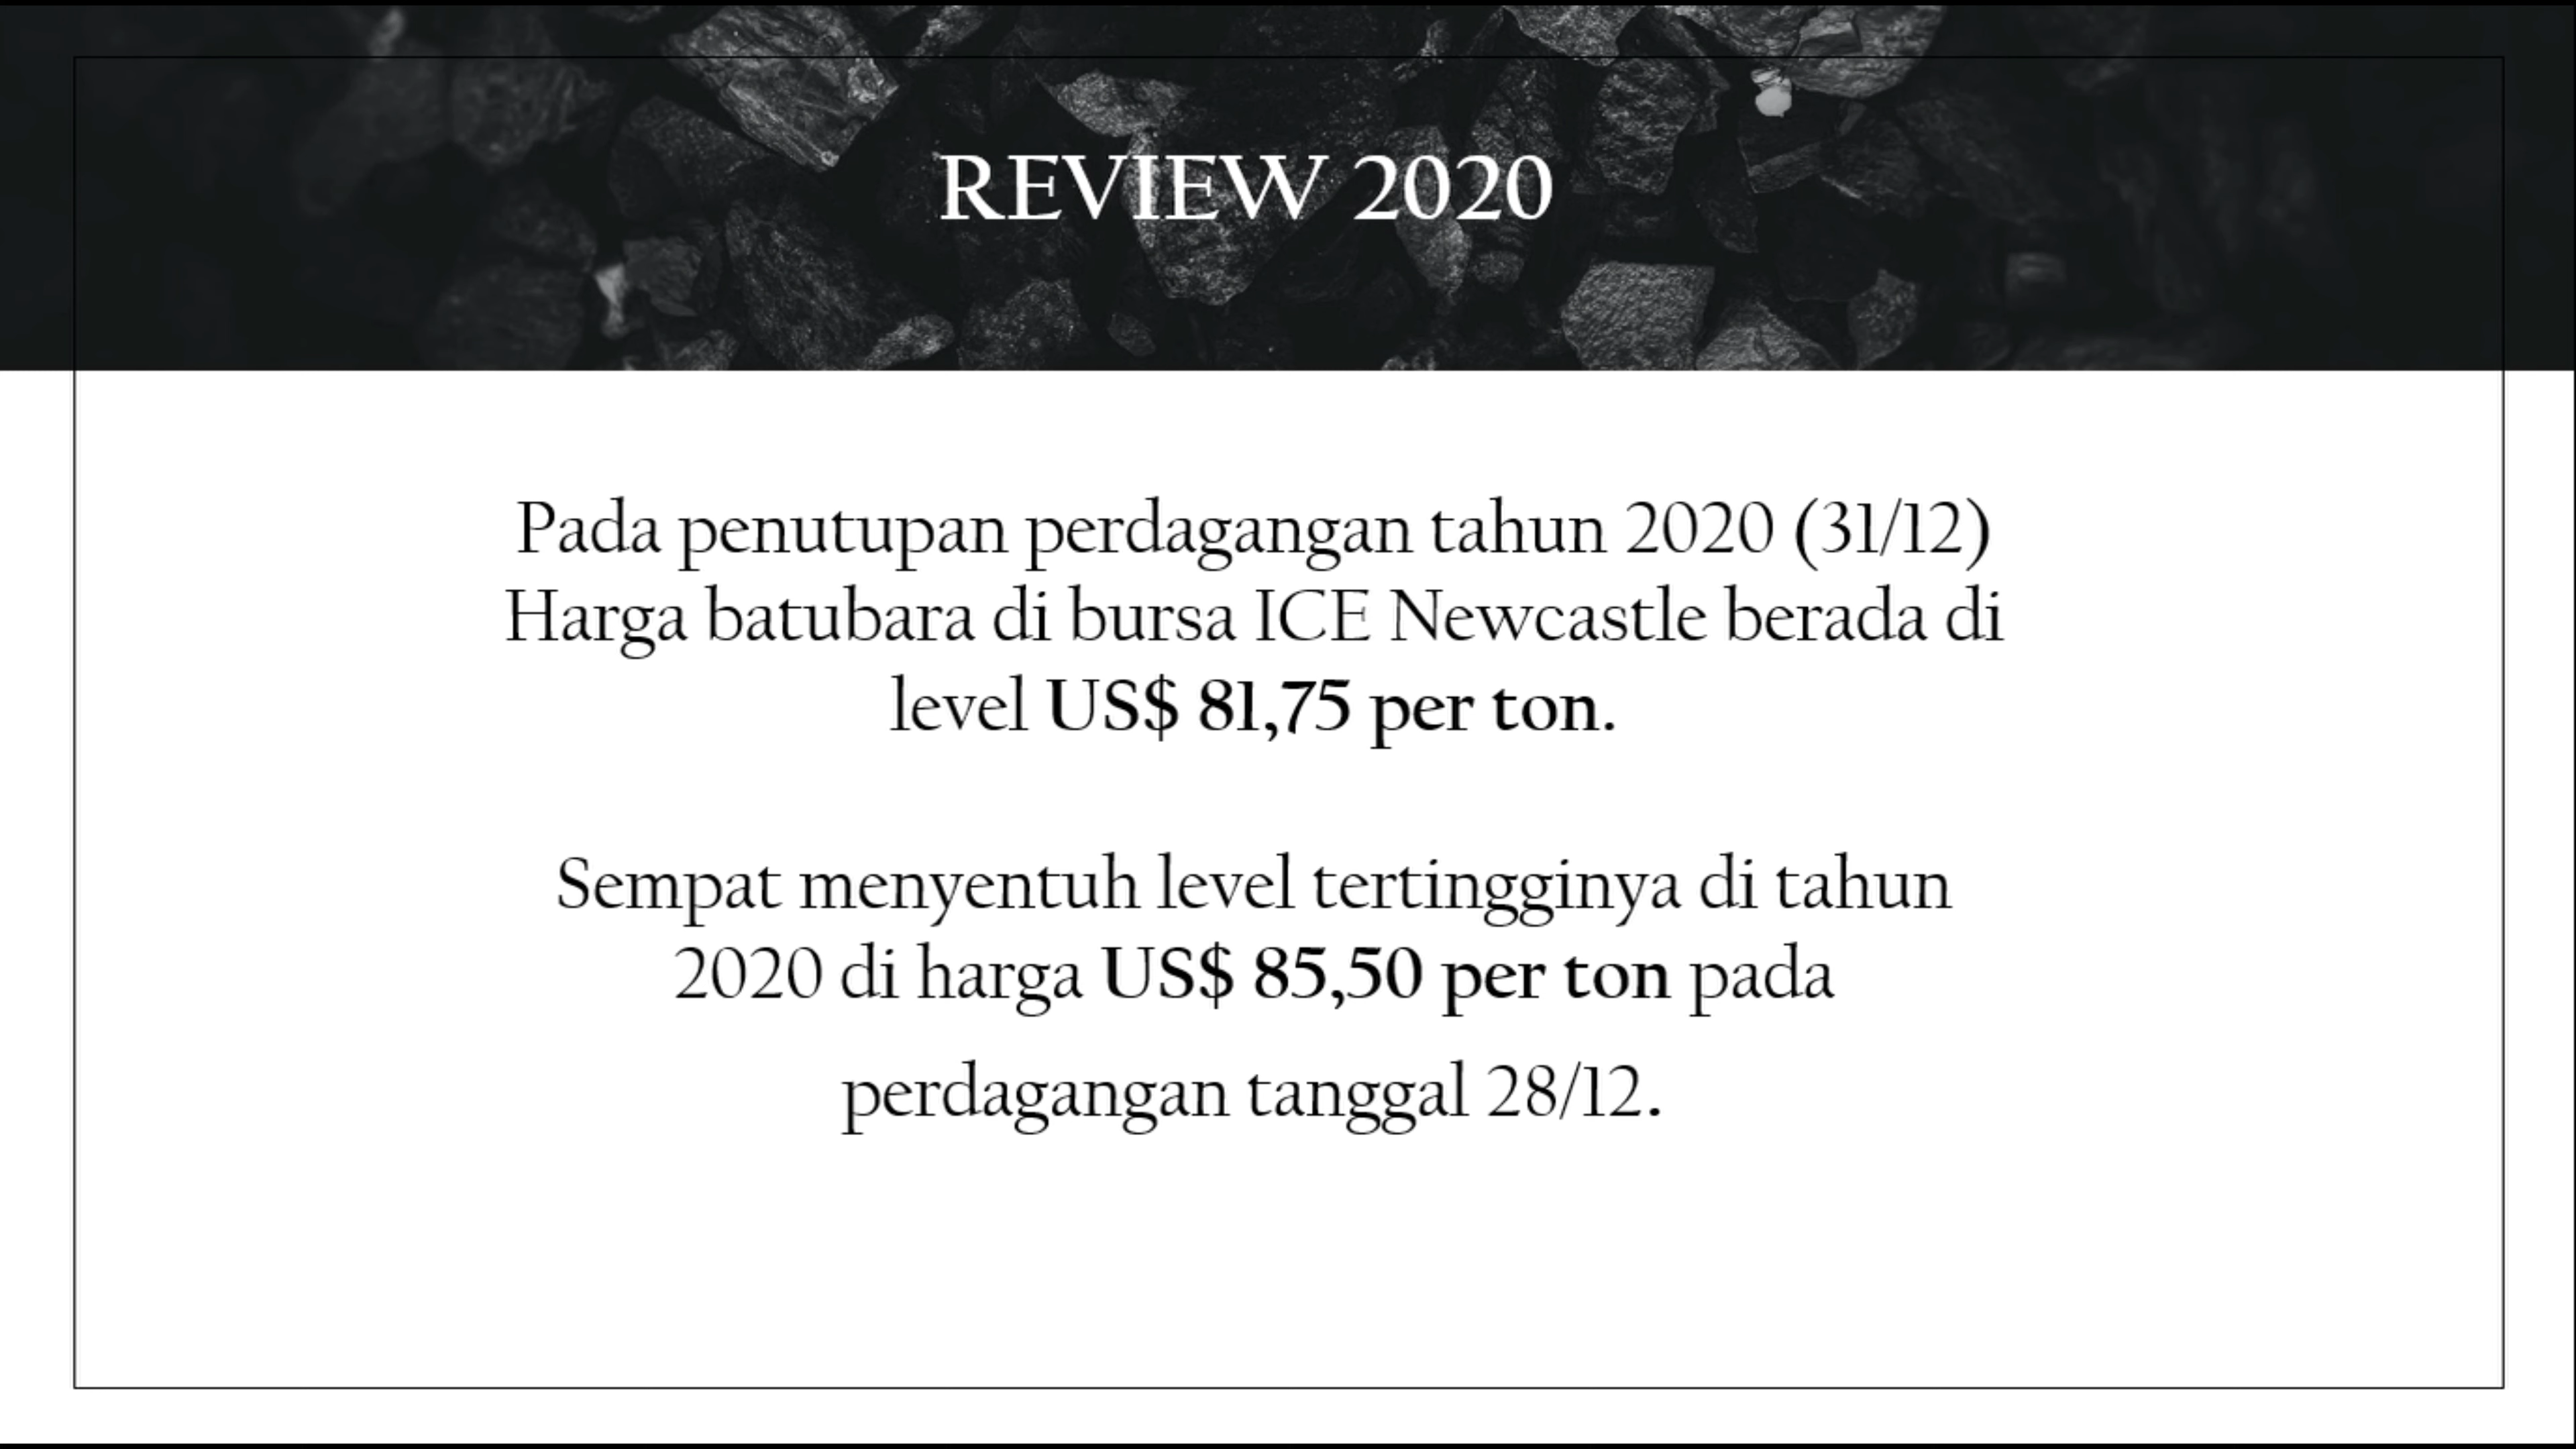 REVIEW 2020
Pada penutupan perdagangan tahun 2020 (31/12)
Harga batubara di bursa ICE Newcastle berada di
level US$ 81,75 per ton.
Sempat menyentuh level tertingginya di tahun
2020 di harga US$ 85,50 per ton pada
perdagangan tanggal 28/12.